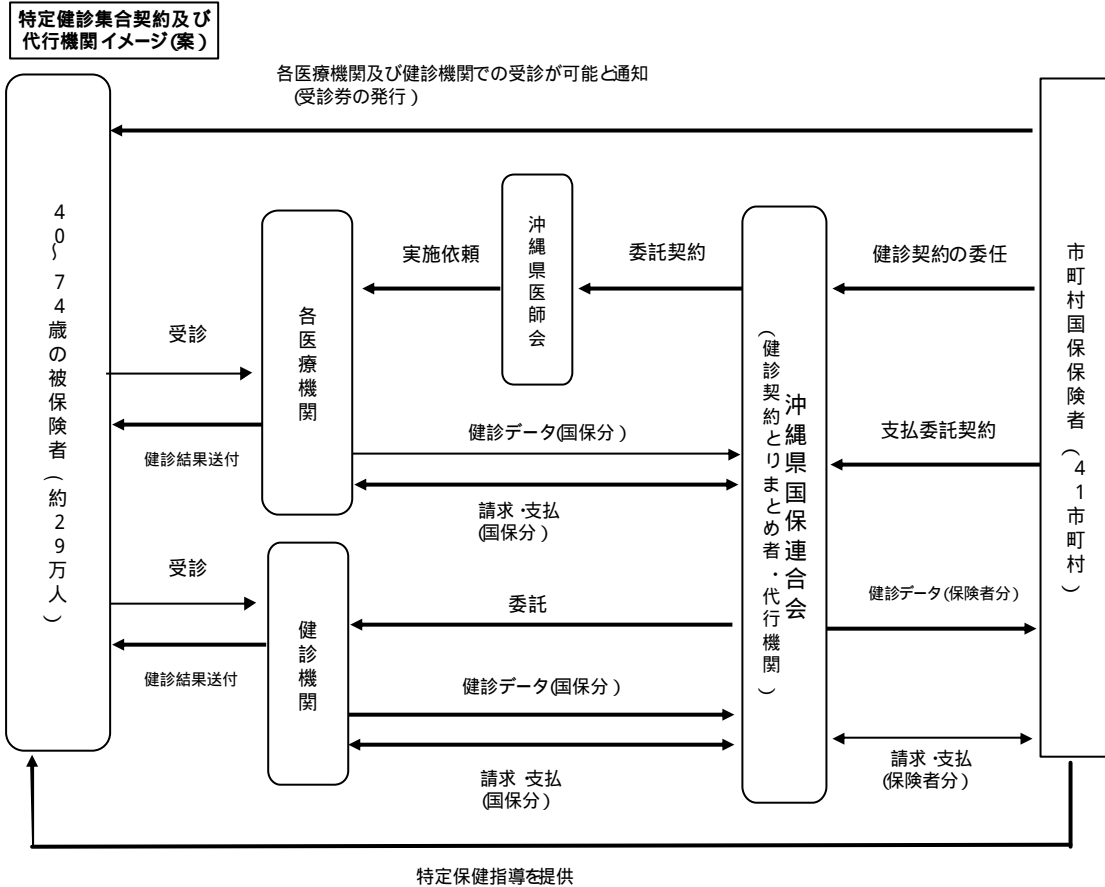 特定健診集合契約及び
代行機関イメージ(案)
各医療機関及び健診機関での受診が可能と通知
(受診券の発行)
40~74歳の被保険者(約29万人)
各医療機関
沖縄県医師会
沖縄県国保連合会
(健診契約とりまとめ者・代行機関)
市町村国保保険者(41市町村)
実施依頼
委託契約
健診契約の委任
受診
健診結果送付
健診データ(国保分)
支払委託契約
請求・支払
(国保分)
受診
健診機関
委託
健診データ(保険者分)
健診結果送付
健診データ(国保分)
請求・支払
(国保分)
請求・支払
(保険者分)
特定保健指導を提供